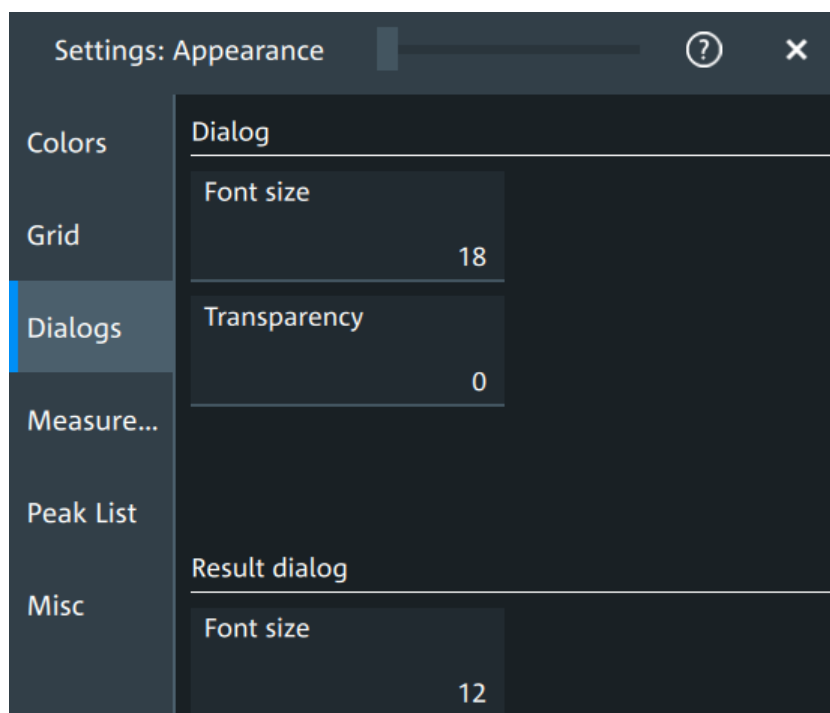 Settings: Appearance ? ×
Colors
Grid
Dialogs
Measure...
Peak List
Misc
Dialog
Font size
18
Transparency
0
Result dialog
Font size
12